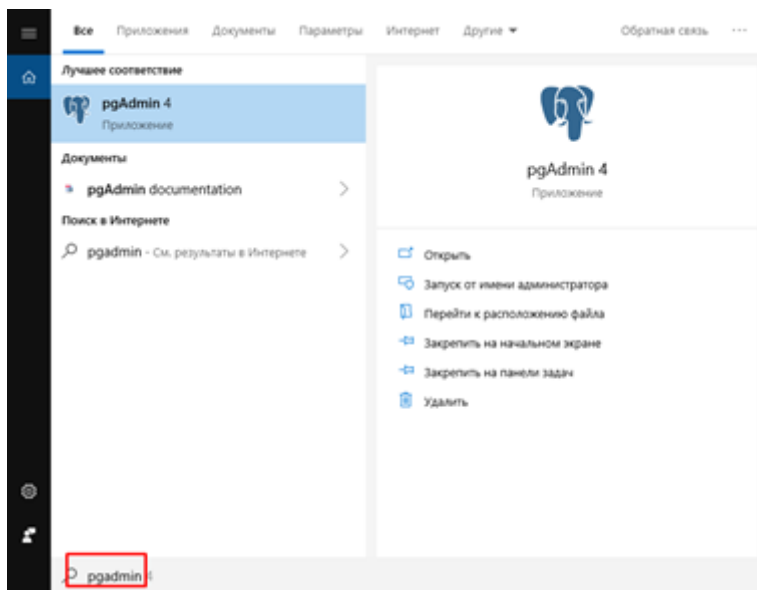 Все Приложения Документы Параметры Интернет Другие Обратная связь ...
Лучшее соответствие
pgAdmin 4
Приложение
Документы
pgAdmin documentation
Поиск в Интернете
pgadmin - См. результаты в Интернете
pgAdmin 4
Приложение
Открыть
Запуск от имени администратора
Перейти к расположению файла
Закрепить на начальном экране
Закрепить на панели задач
Удалить
pgadmin 4